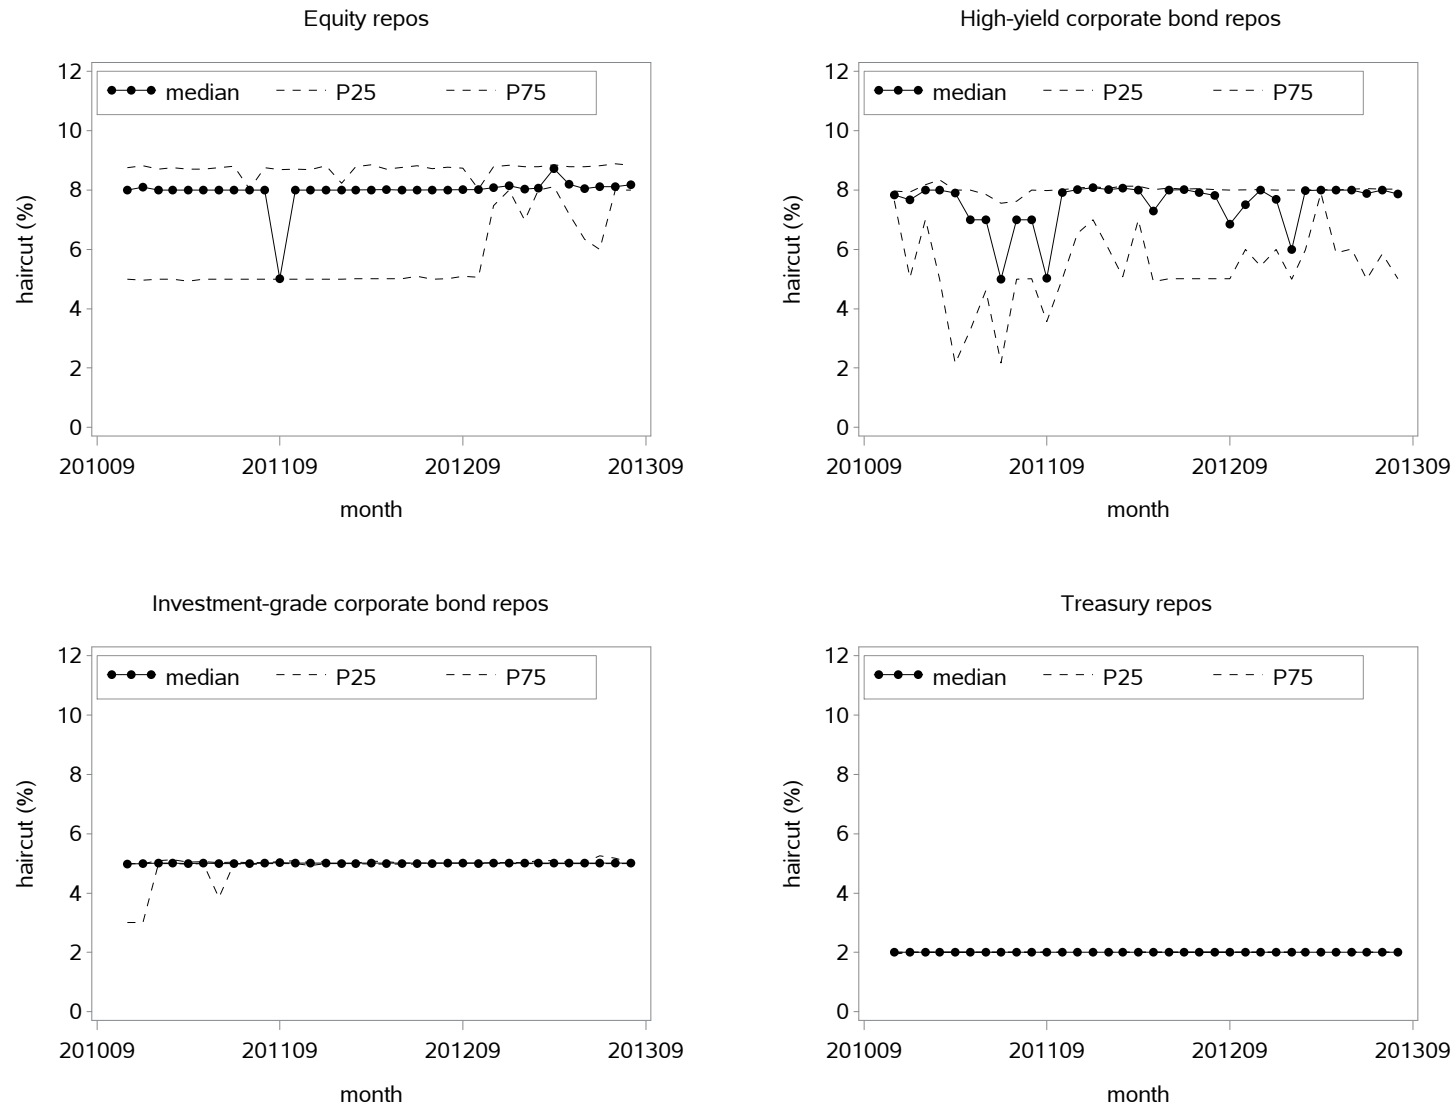 Equity repos
haircut (%)
12
10
8
6
4
2
0
median P25 P75
201009 201109 201209 201309
month
High-yield corporate bond repos
haircut (%)
12
10
8
6
4
2
0
median P25 P75
201009 201109 201209 201309
month
Investment-grade corporate bond repos
haircut (%)
12
10
8
6
4
2
0
median P25 P75
201009 201109 201209 201309
month
Treasury repos
haircut (%)
12
10
8
6
4
2
0
median P25 P75
201009 201109 201209 201309
month